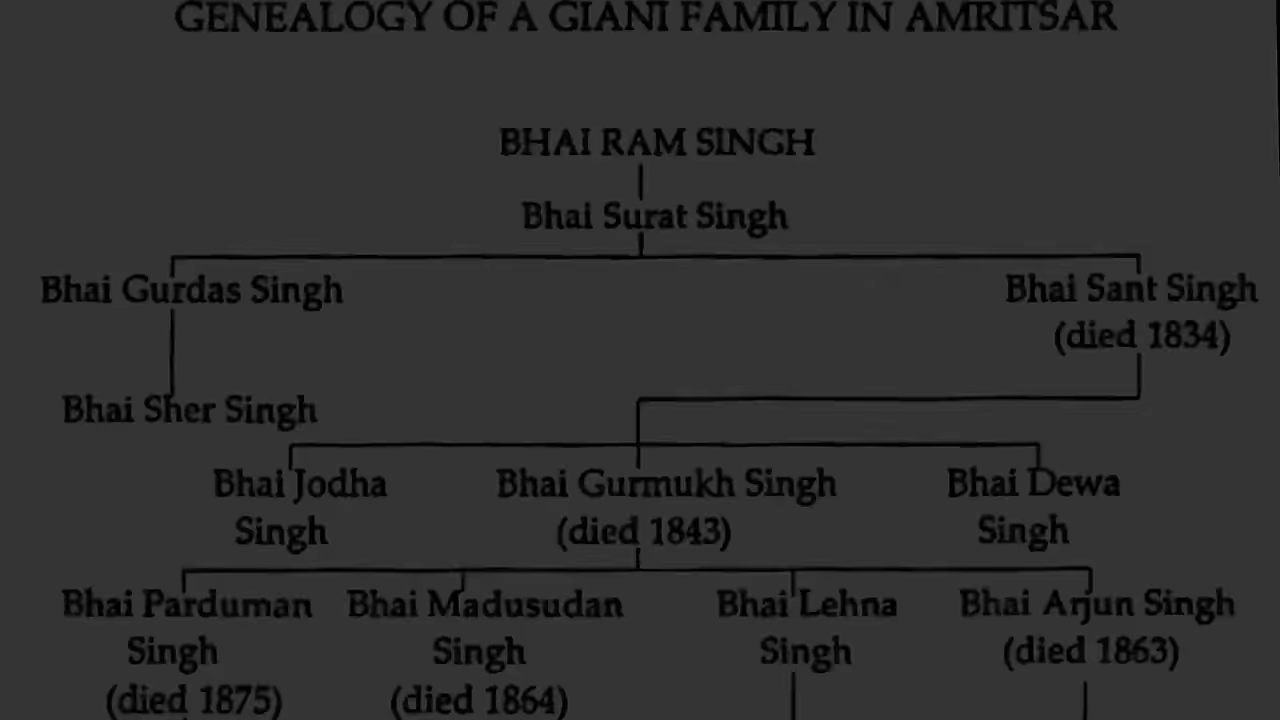 GENEALOGY OF A GIANI FAMILY IN AMRITSAR
BHAI RAM SINGH
Bhai Surat Singh
Bhai Gurdas Singh
Bhai Sant Singh
(died 1834)
Bhai Sher Singh
Bhai Jodha
Singh
Bhai Gurmukh Singh
(died 1843)
Bhai Dewa
Singh
Bhai Parduman
Singh
(died 1875)
Bhai Madusudan
Singh
(died 1864)
Bhai Lehna
Singh
Bhai Arjun Singh
(died 1863)